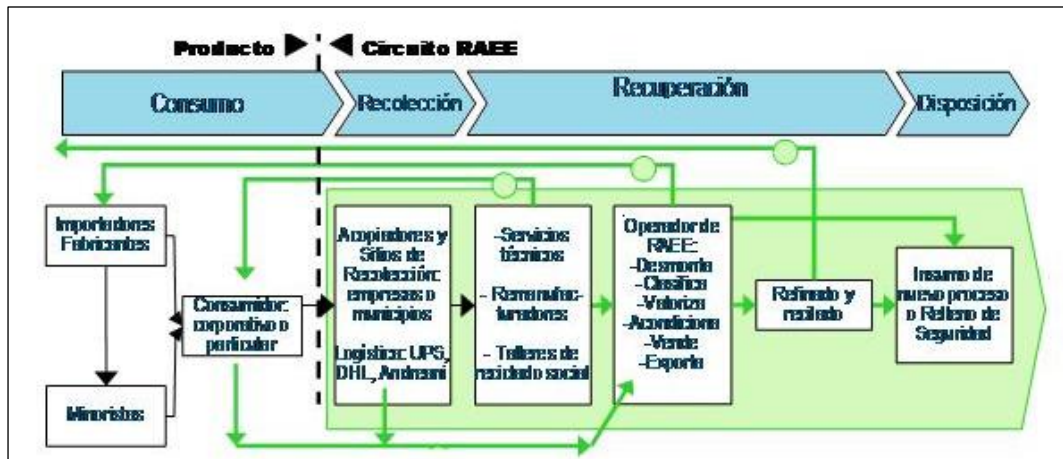 Producto
Circuito RAEE
Consumo
Recolección
Recuperación
Disposición
Importadores
Fabricantes
Minoristas
Consumidor:
corporativo o
particular
Acopiadores y
Sitios de
Recolección:
empresas o
municipios
Logística: UPS,
DHL, Andreani
-Servicios
técnicos
- Remanufac-
turadores
- Talleres de
reciclado social
Operador de
RAEE:
-Desmonta
-Clasifica
-Valoriza
-Acondiciona
-Vende
-Exporta
Refinado y
reciclado
Insumo de
nuevo proceso
o Relleno de
Seguridad